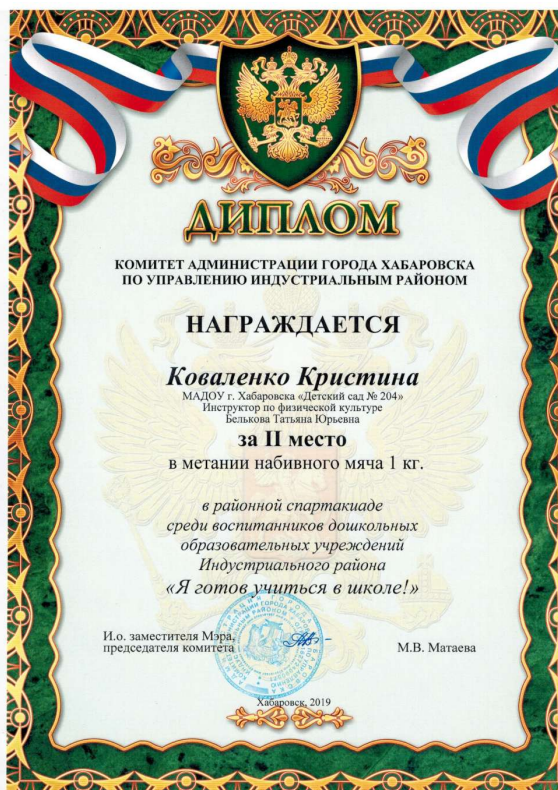 ДИПЛОМ
КОМИТЕТ АДМИНИСТРАЦИИ ГОРОДА ХАБАРОВСКА
ПО УПРАВЛЕНИЮ ИНДУСТРИАЛЬНЫМ РАЙОНОМ
НАГРАЖДАЕТСЯ
Коваленко Кристина
МАДОУ г. Хабаровска «Детский сад № 204»
Инструктор по физической культуре
Белькова Татьяна Юрьевна
за II место
в метании набивного мяча 1 кг.
в районной спартакиаде
среди воспитанников дошкольных
образовательных учреждений
Индустриального района
«Я готов учиться в школе!»
И.о. заместителя Мэра,
председателя комитета
М.В. Матаева
Хабаровск, 2019